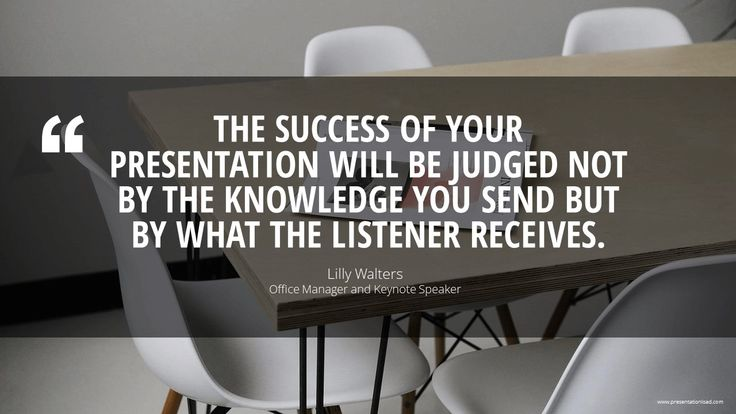 “
THE SUCCESS OF YOUR
PRESENTATION WILL BE JUDGED NOT
BY THE KNOWLEDGE YOU SEND BUT
BY WHAT THE LISTENER RECEIVES.
Lilly Walters
Office Manager and Keynote Speaker
www.presentationload.com